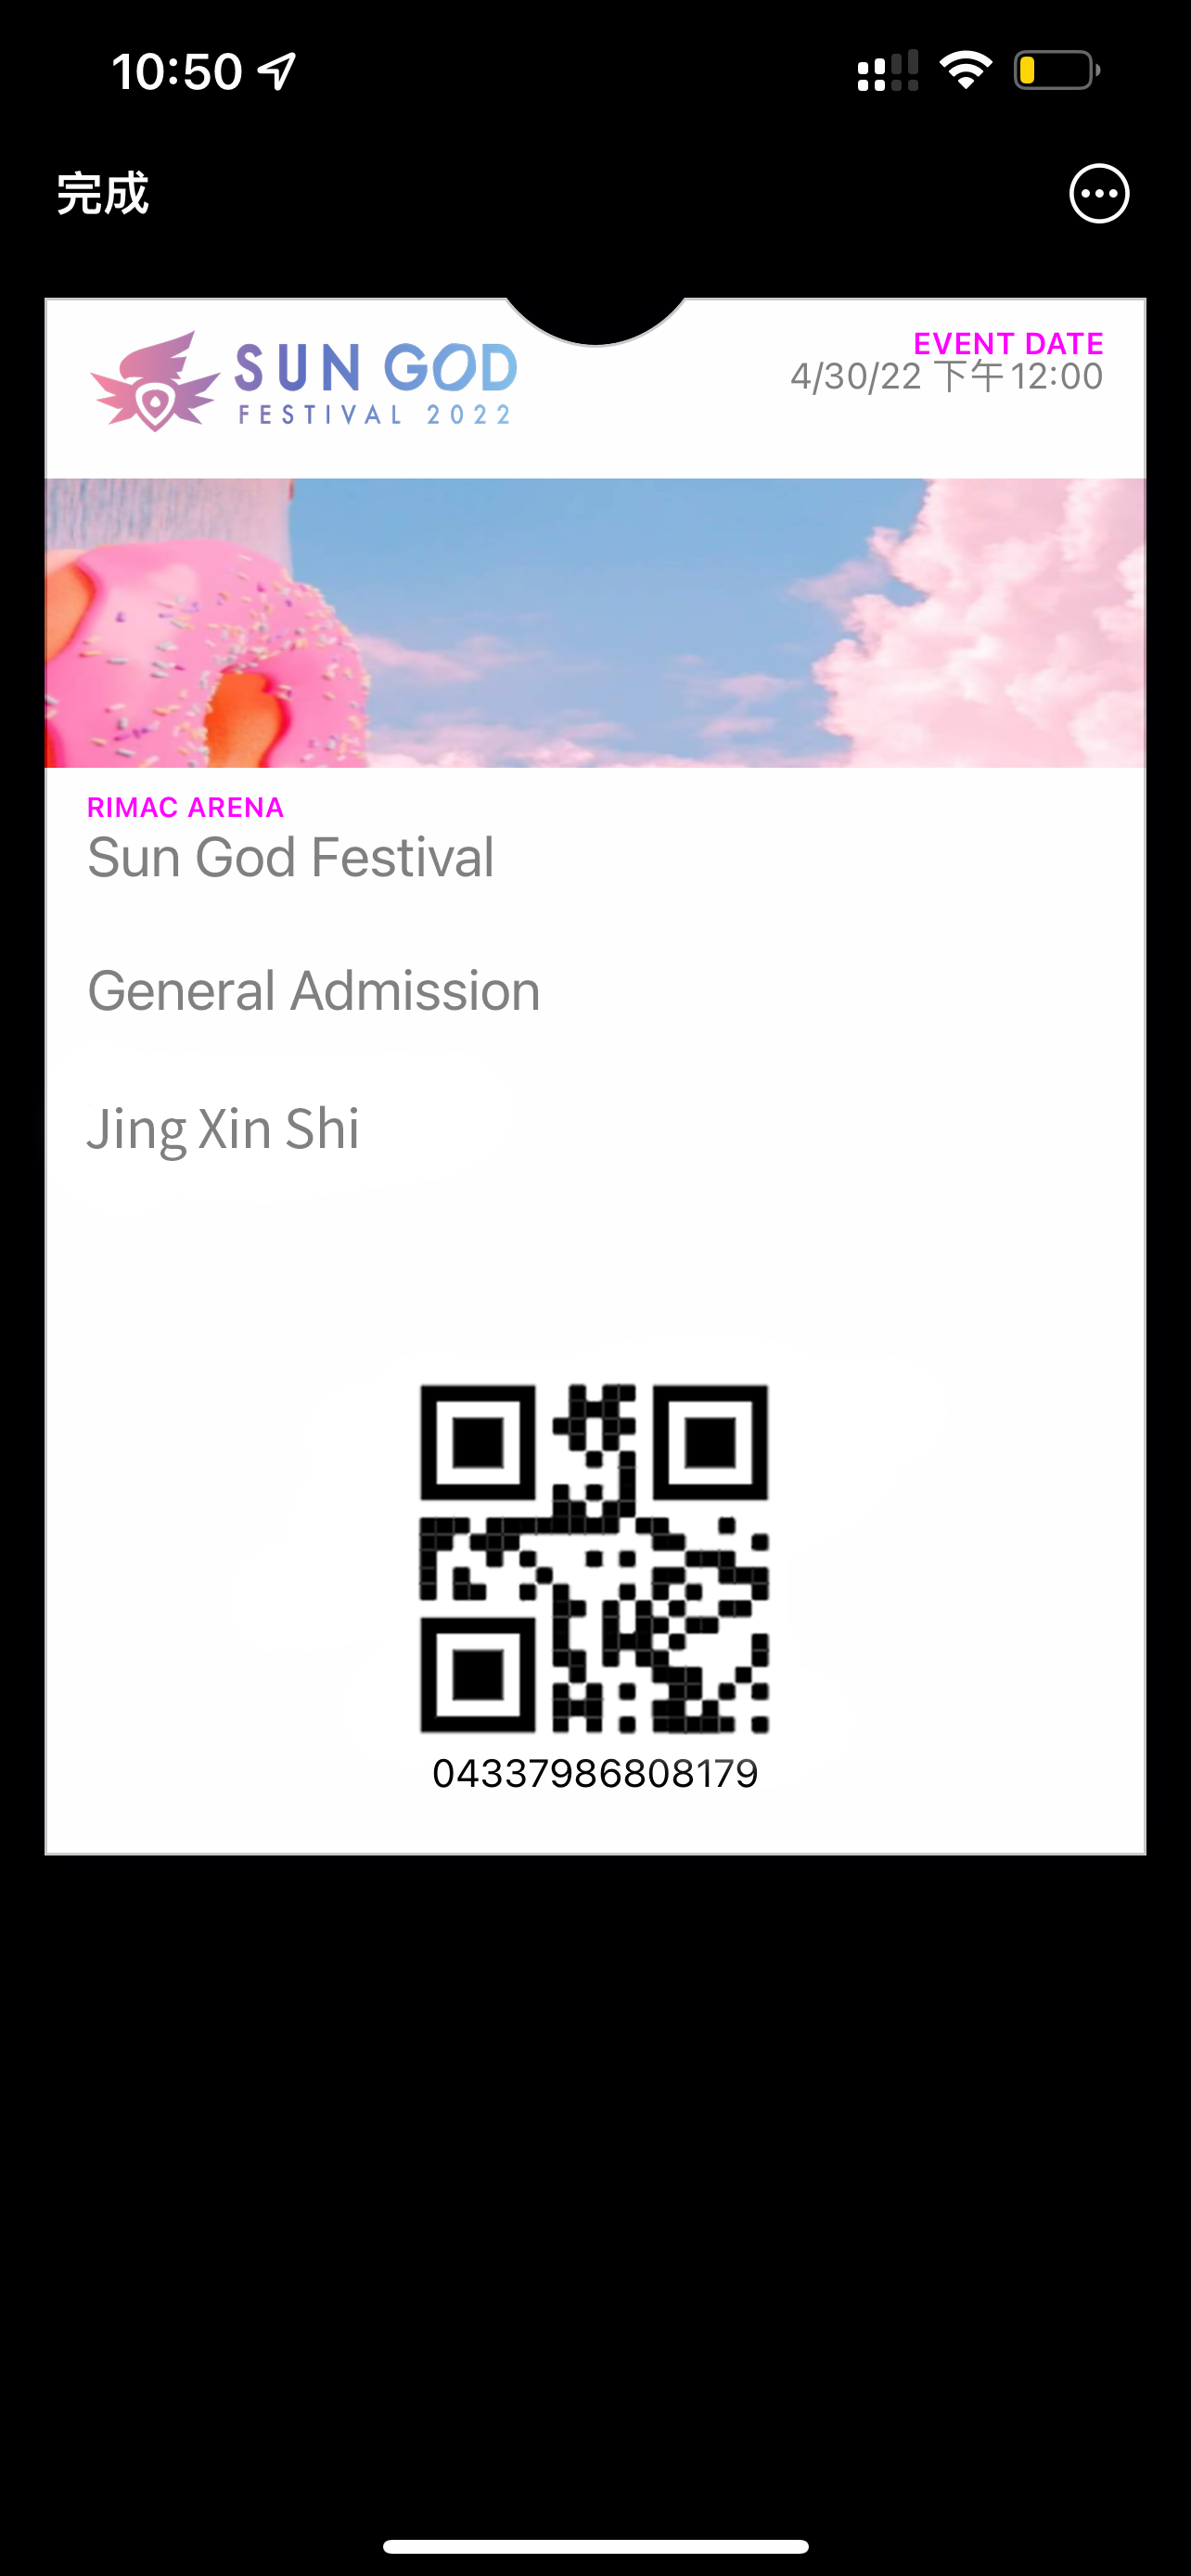 10:50
完成
SUN GOD
FESTIVAL 2022
EVENT DATE
4/30/22 下午12:00
RIMAC ARENA
Sun God Festival
General Admission
Jing Xin Shi
04337986808179